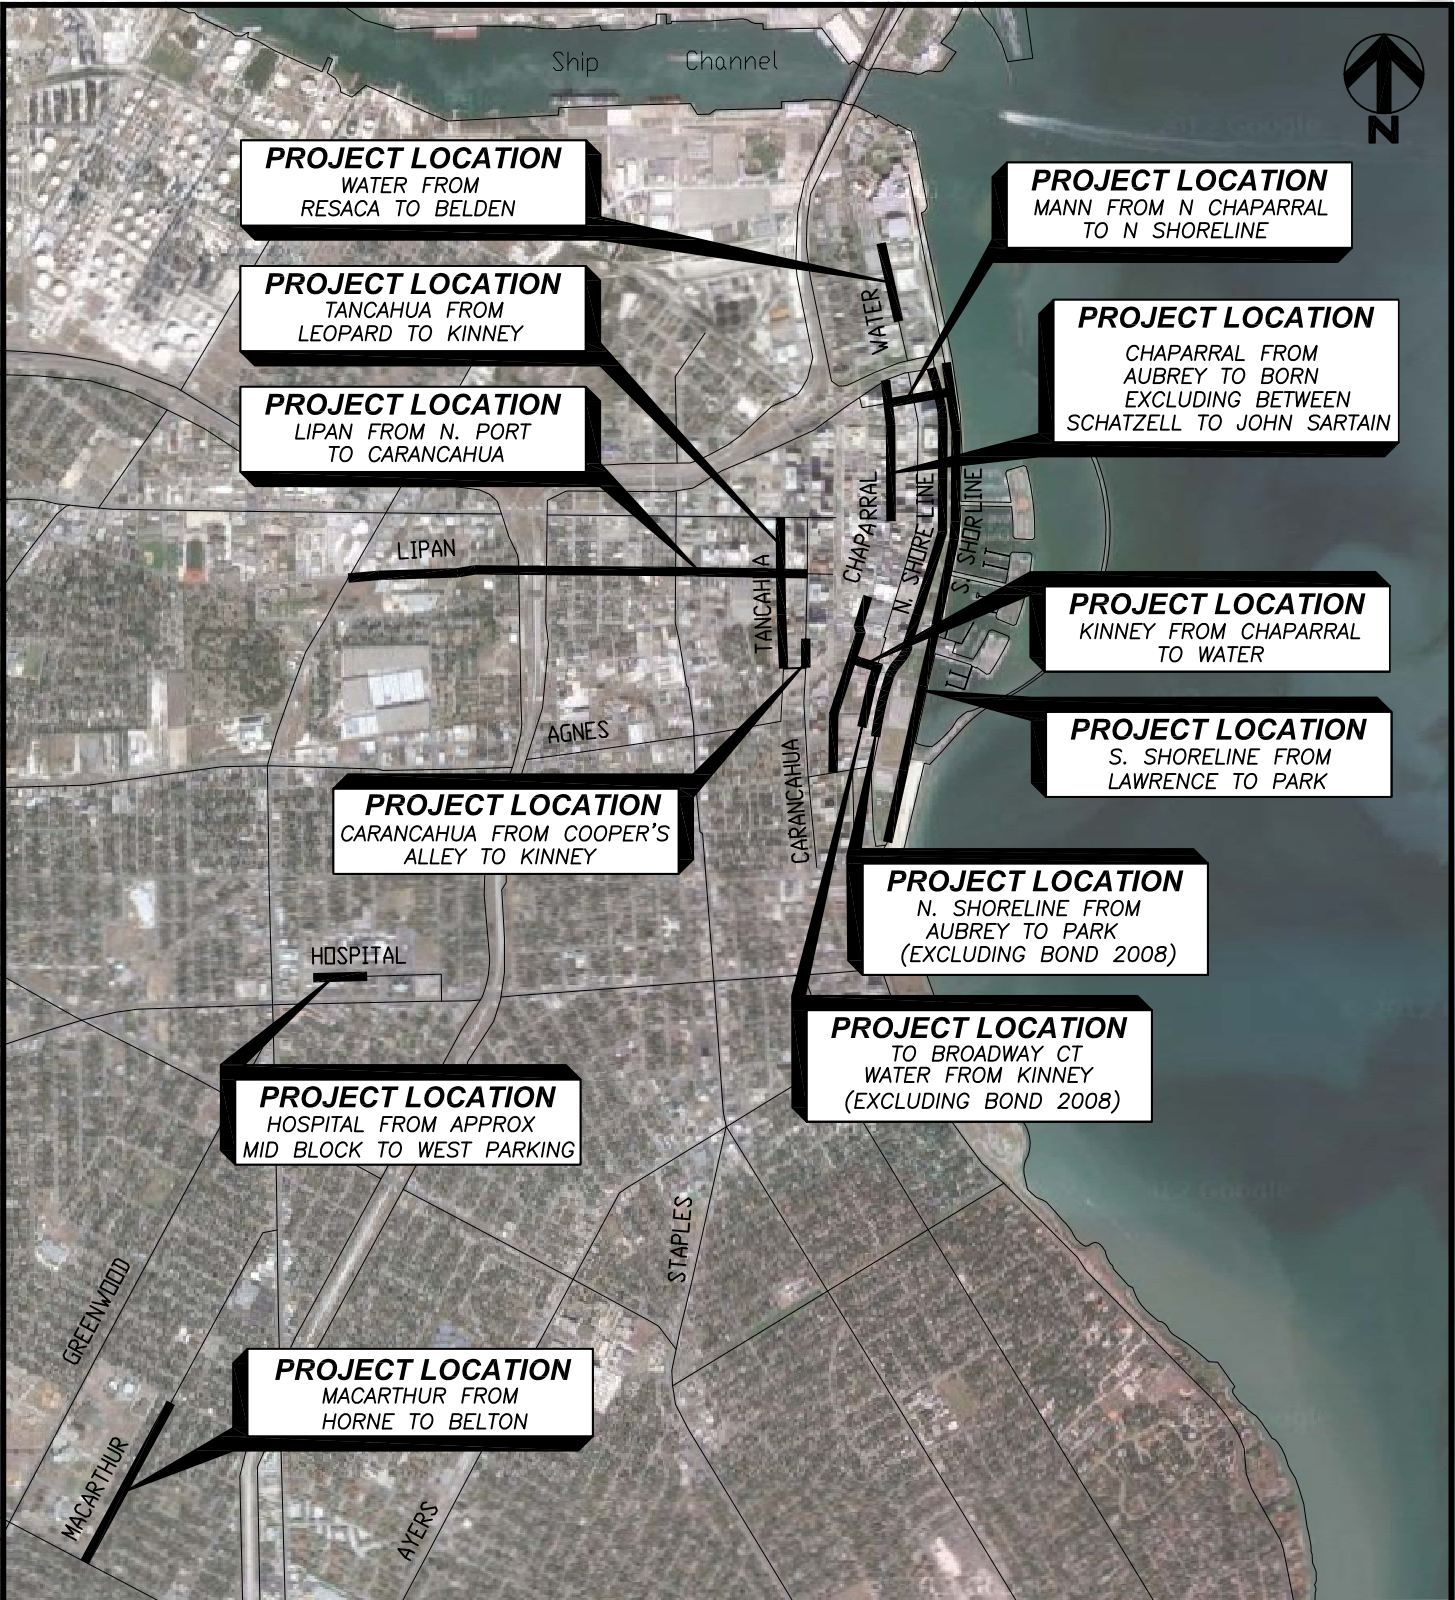 Ship Channel
N
PROJECT LOCATION
WATER FROM
RESACA TO BELDEN
PROJECT LOCATION
MANN FROM N CHAPARRAL
TO N SHORELINE
PROJECT LOCATION
TANCAHUA FROM
LEOPARD TO KINNEY
WATER
PROJECT LOCATION
CHAPARRAL FROM
AUBREY TO BORN
EXCLUDING BETWEEN
SCHATZELL TO JOHN SARTAIN
PROJECT LOCATION
LIPAN FROM N. PORT
TO CARANCAHUA
LIPAN
TANCAHUA
CHAPARRAL
N. SHORE LINE
S SHORLINE
PROJECT LOCATION
KINNEY FROM CHAPARRAL
TO WATER
AGNES
CARANCAHUA
PROJECT LOCATION
S. SHORELINE FROM
LAWRENCE TO PARK
PROJECT LOCATION
CARANCAHUA FROM COOPER'S
ALLEY TO KINNEY
PROJECT LOCATION
N. SHORELINE FROM
AUBREY TO PARK
(EXCLUDING BOND 2008)
HOSPITAL
PROJECT LOCATION
TO BROADWAY CT
WATER FROM KINNEY
(EXCLUDING BOND 2008)
PROJECT LOCATION
HOSPITAL FROM APPROX
MID BLOCK TO WEST PARKING
STAPLES
GREENWOOD
PROJECT LOCATION
MACARTHUR FROM
HORNE TO BELTON
MACARTHUR
AYERS